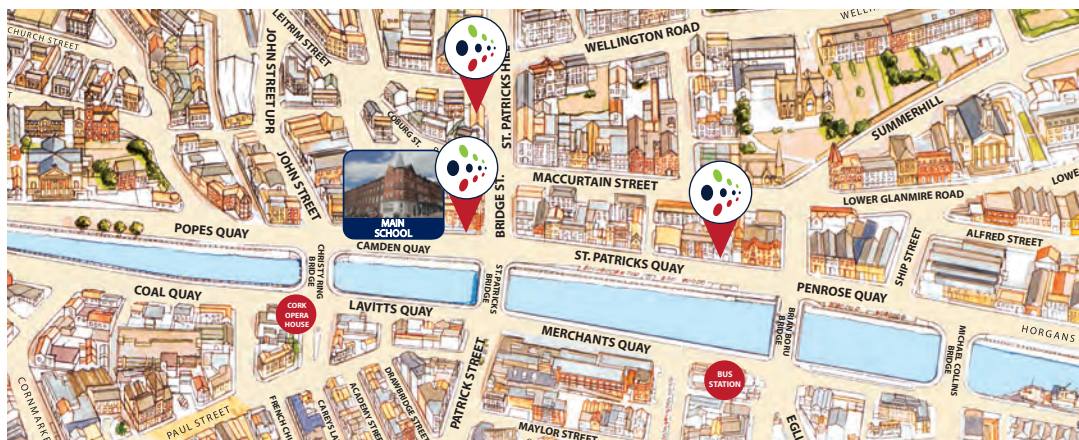 CHURCH STREET
LEITRIM STREET
JOHN STREET UPR
JOHN STREET
COBURG ST.
ST. PATRICKS
WELLINGTON ROAD
SUMMERHILL
MACCURTAIN STREET
LOWER GLANMIRE ROAD
BRIDGE ST.
MAIN
SCHOOL
POPES QUAY
CAMDEN QUAY
CHRISTY RING
BRIDGE
ST. PATRICKS
BRIDGE
ST. PATRICKS QUAY
SHIP STREET
ALFRED STREET
PENROSE QUAY
HORGANS
COAL QUAY
CORK
OPERA
HOUSE
LAVITTS QUAY
MERCHANTS QUAY
BRIAN BORU
BRIDGE
MICHAEL COLLINS
BRIDGE
BUS
STATION
PATRICK STREET
DRAWBRIDGE STREET
ACADEMY STREET
CAREYS LA
FRENCH CH
PAUL STREET
CORNMARKE
MAYLOR STREET
EGLI